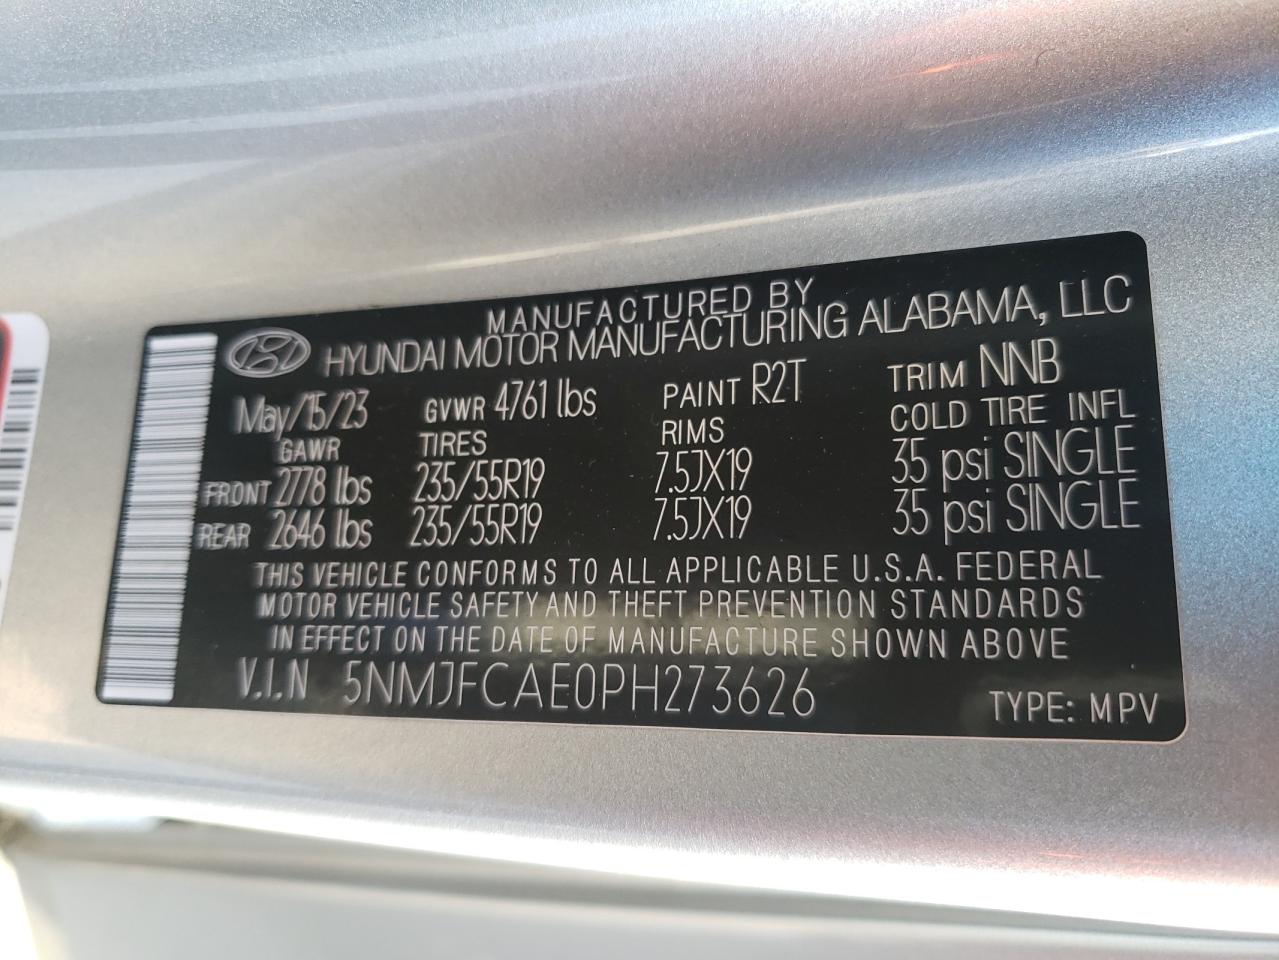 MANUFACTURED BY
HYUNDAI MOTOR MANUFACTURING ALABAMA, LLC
May/15/23 GVWR 4761 lbs PAINT R2T TRIM NNB
GAWR TIRES RIMS COLD TIRE INFL
FRONT 2778 lbs 235/55R19 7.5JX19 35 psi SINGLE
REAR 2646 lbs 235/55R19 7.5JX19 35 psi SINGLE
THIS VEHICLE CONFORMS TO ALL APPLICABLE U.S.A. FEDERAL
MOTOR VEHICLE SAFETY AND THEFT PREVENTION STANDARDS
IN EFFECT ON THE DATE OF MANUFACTURE SHOWN ABOVE
V.I.N 5NMJFCAE0PH273626 TYPE: MPV